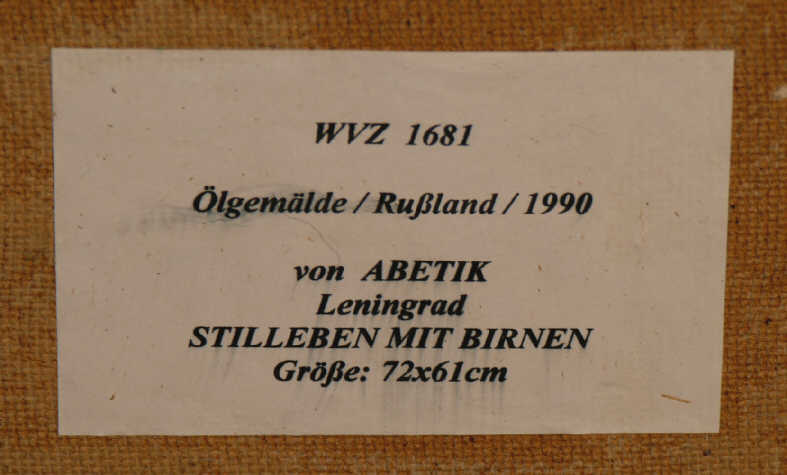 WVZ 1681
Ölgemälde / Rußland / 1990
von ABETIK
Leningrad
STILLEBEN MIT BIRNEN
Größe: 72x61cm